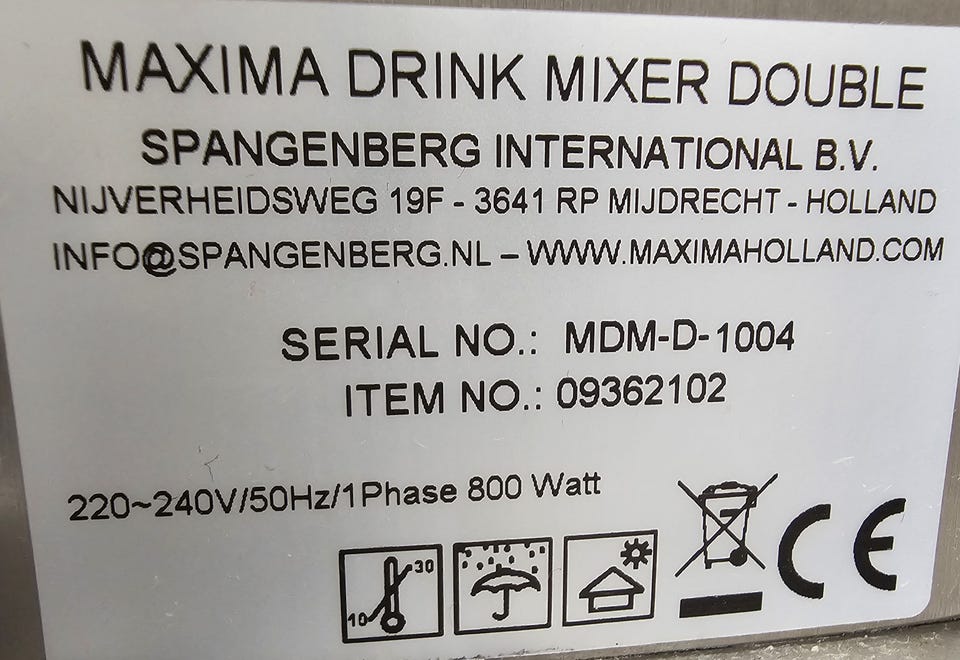 MAXIMA DRINK MIXER DOUBLE
SPANGENBERG INTERNATIONAL B.V.
NIJVERHEIDSWEG 19F - 3641 RP MIJDRECHT - HOLLAND
INFO@SPANGENBERG.NL – WWW.MAXIMAHOLLAND.COM
SERIAL NO.: MDM-D-1004
ITEM NO.: 09362102
220~240V/50Hz/1Phase 800 Watt
30
10
CE